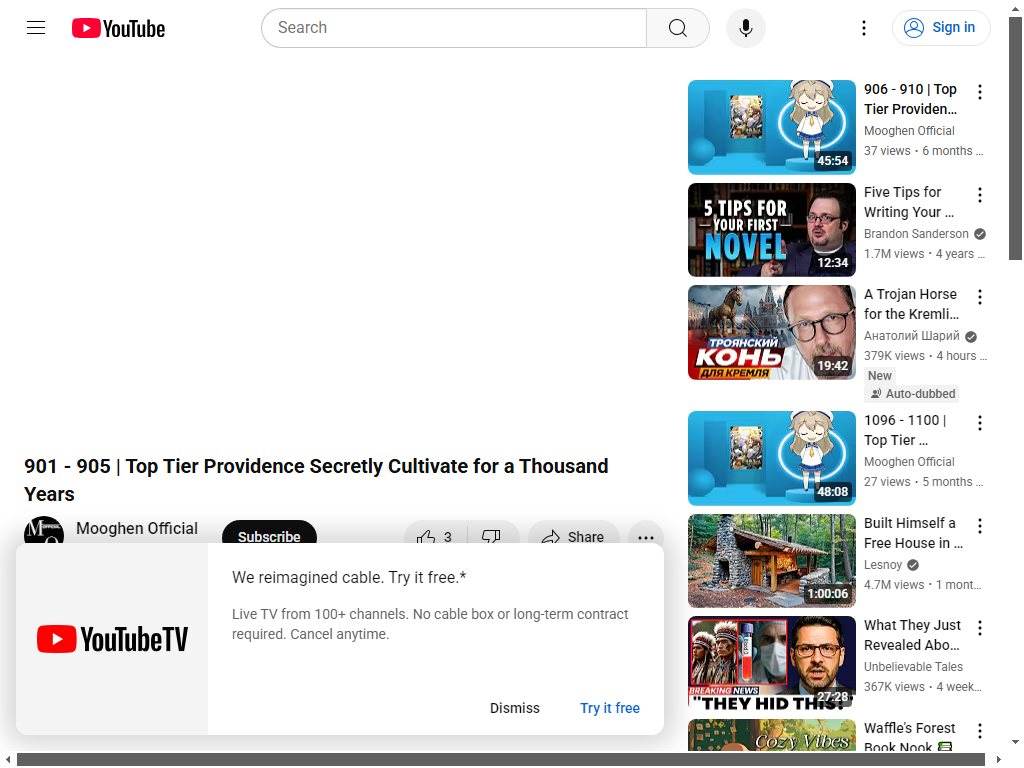 YouTube
Search
Sign in
901 - 905 | Top Tier Providence Secretly Cultivate for a Thousand
Years
Mooghen Official
Subscribe
3
Share
YouTubeTV
We reimagined cable. Try it free.*
Live TV from 100+ channels. No cable box or long-term contract
required. Cancel anytime.
Dismiss
Try it free
45:54
906 - 910 | Top
Tier Providen...
Mooghen Official
37 views • 6 months ...
5 TIPS FOR
YOUR FIRST
NOVEL
12:34
Five Tips for
Writing Your ...
Brandon Sanderson
1.7M views • 4 years ...
ТРОЯНСКИЙ
КОНЬ
ДЛЯ КРЕМЛЯ
19:42
A Trojan Horse
for the Kremli...
Анатолий Шарий
379K views • 4 hours ...
New
Auto-dubbed
48:08
1096 - 1100 |
Top Tier ...
Mooghen Official
27 views • 5 months ...
1:00:06
Built Himself a
Free House in ...
Lesnoy
4.7M views • 1 mont...
BREAKING NEWS
"THEY HID THIS!"
27:28
What They Just
Revealed Abo...
Unbelievable Tales
367K views • 4 week...
Cozy Vibes
Waffle's Forest
Book Nook